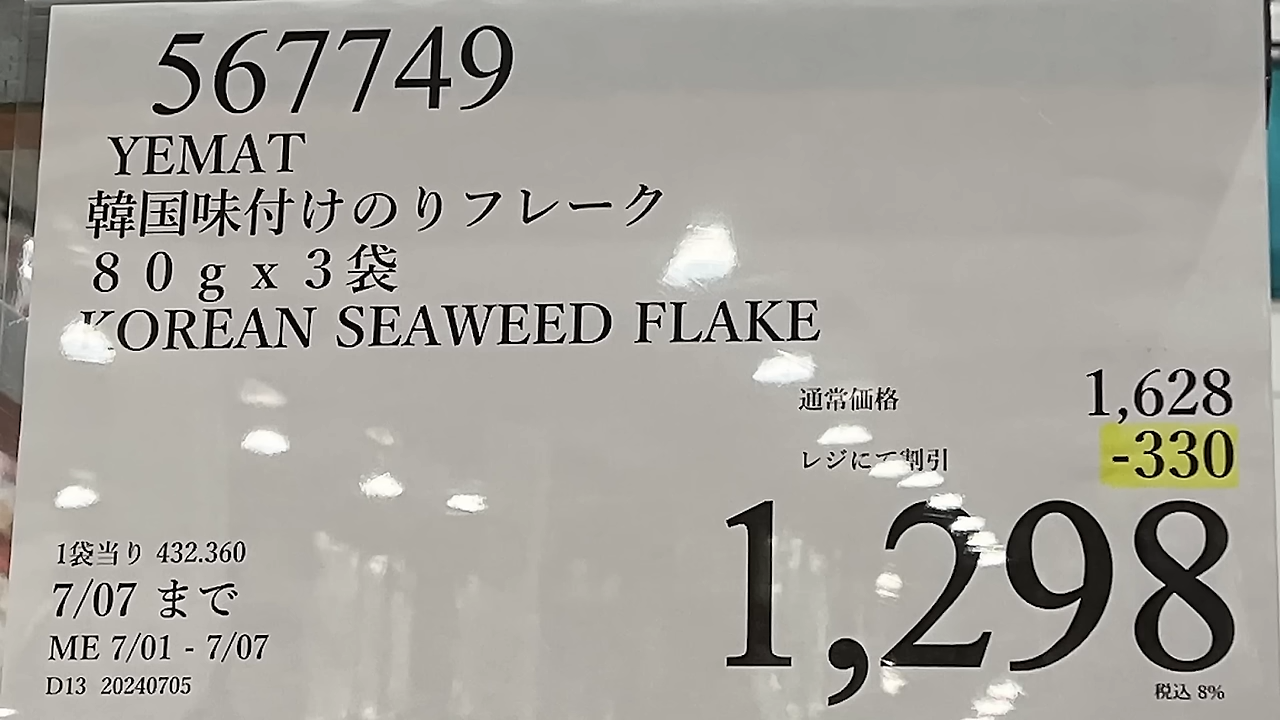 567749
YEMAT
韓国味付けのりフレーク
80gx3袋
KOREAN SEAWEED FLAKE
通常価格 1,628
レジにて割引 -330
1,298
税込 8%
1袋当り 432.360
7/07 まで
ME 7/01 - 7/07
D13 20240705